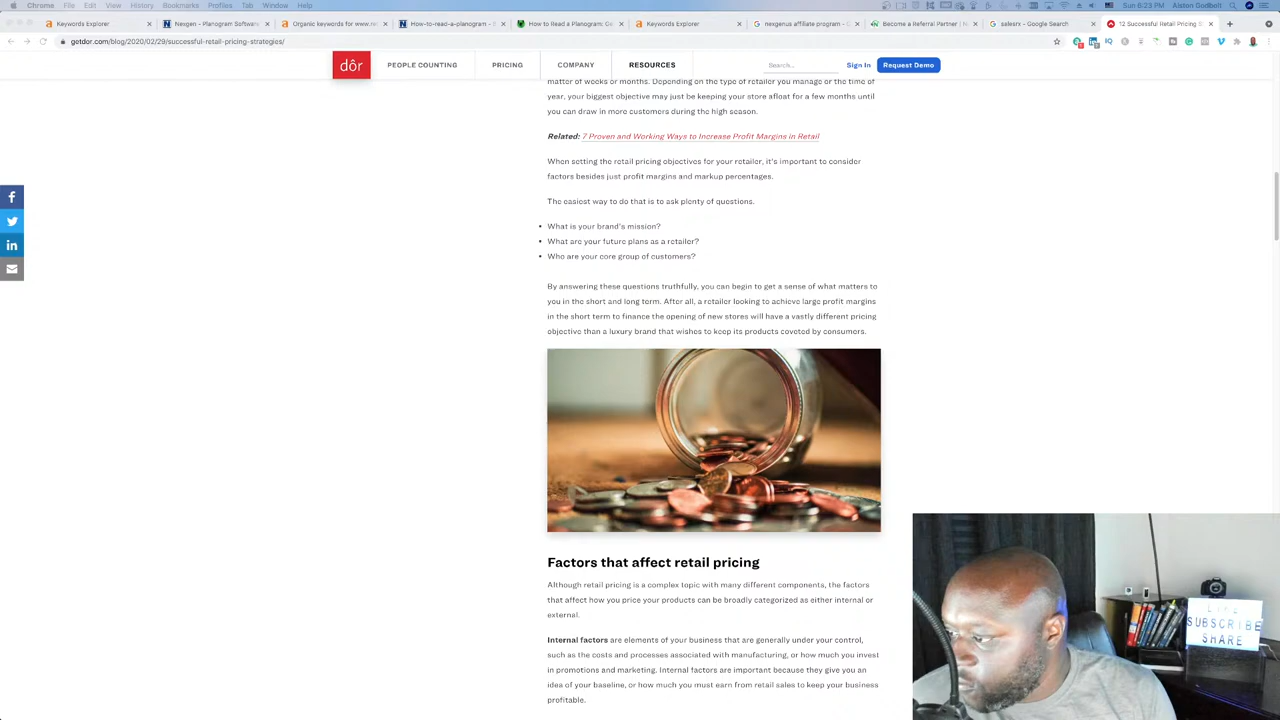 Chrome File Edit View History Bookmarks Profiles Tab Window Help
Sun 6:23 PM Alston Godbolt
Keywords Explorer
Nexgen - Planogram Software
Organic keywords for www.re
How-to-read-a-planogram -
How to Read a Planogram: Ge
Keywords Explorer
nexgenus affiliate program - G
Become a Referral Partner | N
salesrx - Google Search
12 Successful Retail Pricing S
getdor.com/blog/2020/02/29/successful-retail-pricing-strategies/
dôr
PEOPLE COUNTING PRICING COMPANY RESOURCES
Search... Sign In Request Demo
matter of weeks or months. Depending on the type of retailer you manage or the time of
year, your biggest objective may just be keeping your store afloat for a few months until
you can draw in more customers during the high season.
Related: 7 Proven and Working Ways to Increase Profit Margins in Retail
When setting the retail pricing objectives for your retailer, it's important to consider
factors besides just profit margins and markup percentages.
The easiest way to do that is to ask plenty of questions.
• What is your brand's mission?
• What are your future plans as a retailer?
• Who are your core group of customers?
By answering these questions truthfully, you can begin to get a sense of what matters to
you in the short and long term. After all, a retailer looking to achieve large profit margins
in the short term to finance the opening of new stores will have a vastly different pricing
objective than a luxury brand that wishes to keep its products coveted by consumers.
Factors that affect retail pricing
Although retail pricing is a complex topic with many different components, the factors
that affect how you price your products can be broadly categorized as either internal or
external.
Internal factors are elements of your business that are generally under your control,
such as the costs and processes associated with manufacturing, or how much you invest
in promotions and marketing. Internal factors are important because they give you an
idea of your baseline, or how much you must earn from retail sales to keep your business
profitable.
LIKE
SUBSCRIBE
SHARE